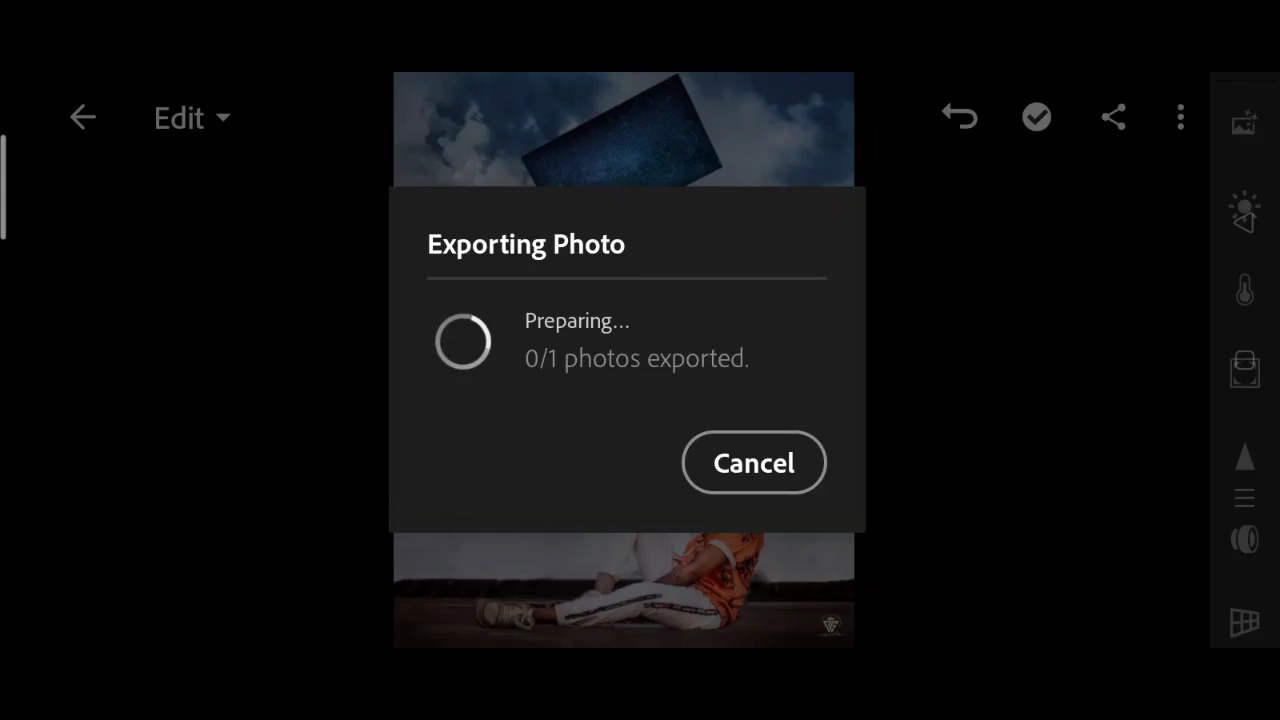 Edit
Exporting Photo
Preparing...
0/1 photos exported.
Cancel